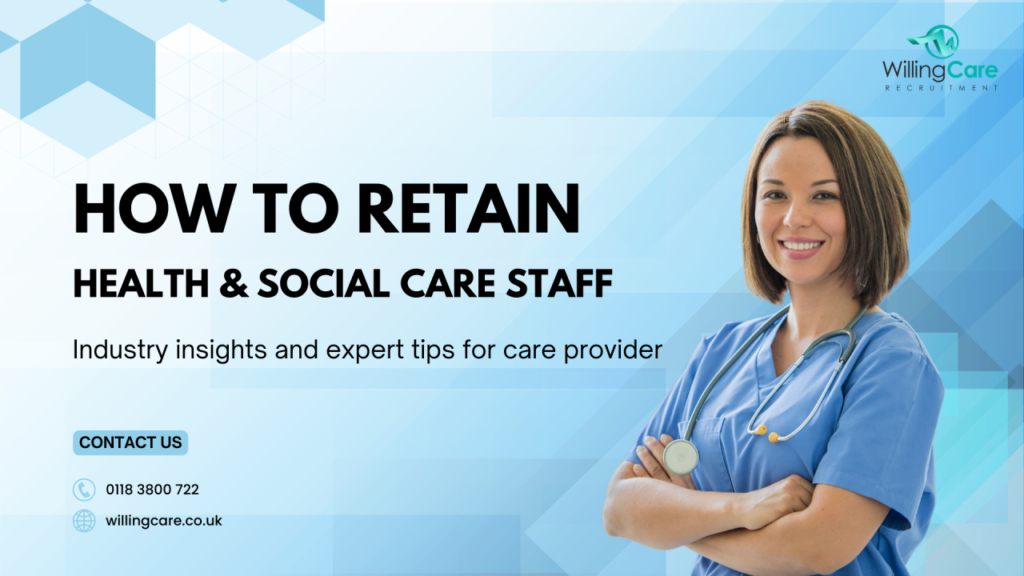 WillingCare
RECRUITMENT
HOW TO RETAIN
HEALTH & SOCIAL CARE STAFF
Industry insights and expert tips for care provider
CONTACT US
0118 3800 722
willingcare.co.uk